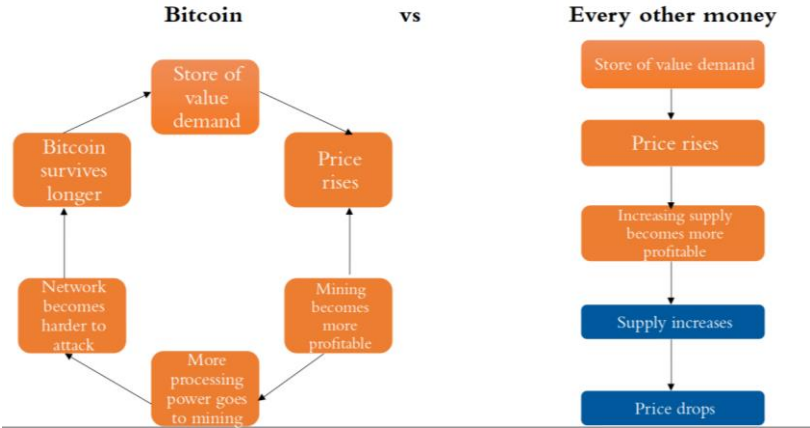 Bitcoin vs Every other money
Store of
value
demand
Price
rises
Mining
becomes
more
profitable
More
processing
power goes
to mining
Network
becomes
harder to
attack
Bitcoin
survives
longer
Store of value demand
Price rises
Increasing supply
becomes more
profitable
Supply increases
Price drops